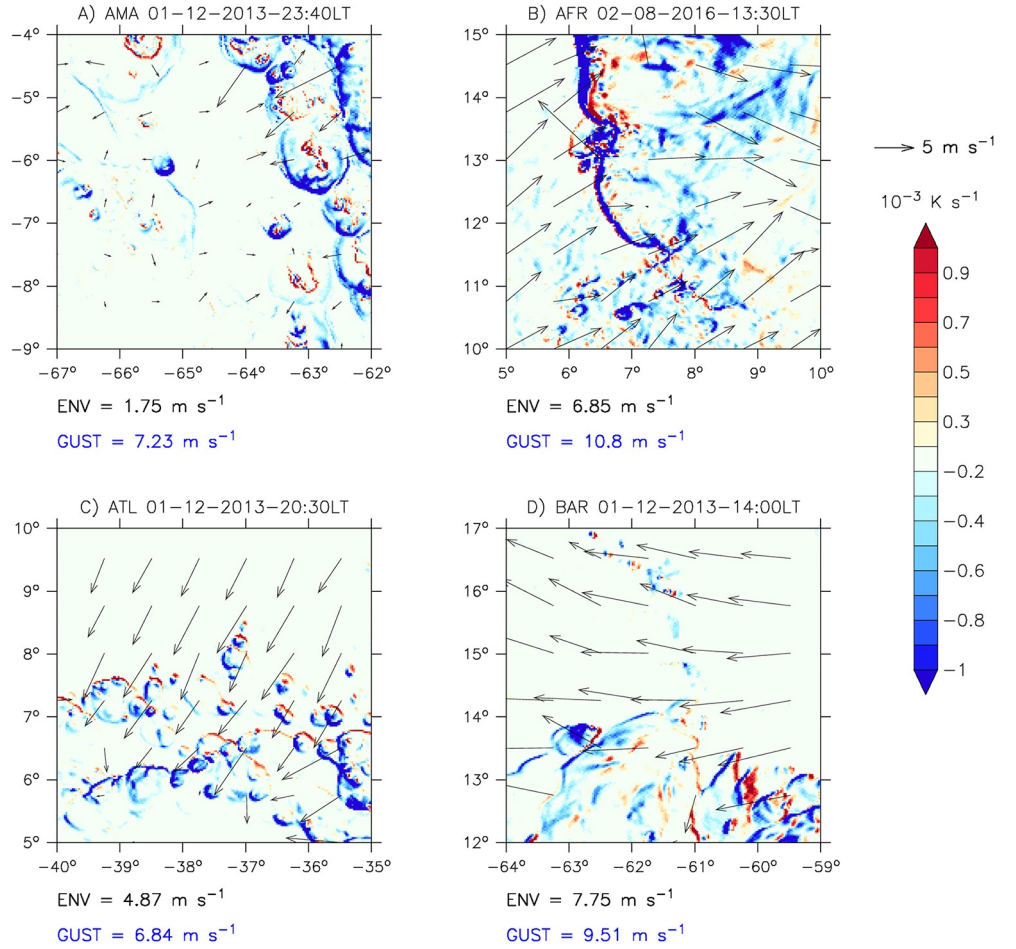 A) AMA 01-12-2013-23:40LT
-4°
-5°
-6°
-7°
-8°
-9°
-67° -66° -65° -64° -63° -62°
ENV = 1.75 m s⁻¹
GUST = 7.23 m s⁻¹
B) AFR 02-08-2016-13:30LT
15°
14°
13°
12°
11°
10°
5° 6° 7° 8° 9° 10°
ENV = 6.85 m s⁻¹
GUST = 10.8 m s⁻¹
5 m s⁻¹
10⁻³ K s⁻¹
0.9
0.7
0.5
0.3
-0.2
-0.4
-0.6
-0.8
-1
C) ATL 01-12-2013-20:30LT
10°
9°
8°
7°
6°
5°
-40° -39° -38° -37° -36° -35°
ENV = 4.87 m s⁻¹
GUST = 6.84 m s⁻¹
D) BAR 01-12-2013-14:00LT
17°
16°
15°
14°
13°
12°
-64° -63° -62° -61° -60° -59°
ENV = 7.75 m s⁻¹
GUST = 9.51 m s⁻¹